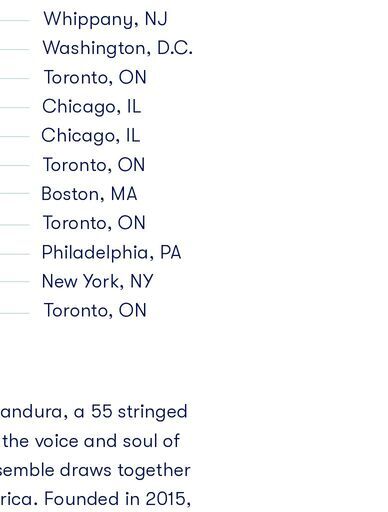 Whippany, NJ
Washington, D.C.
Toronto, ON
Chicago, IL
Chicago, IL
Toronto, ON
Boston, MA
Toronto, ON
Philadelphia, PA
New York, NY
Toronto, ON
andura, a 55 stringed
the voice and soul of
semble draws together
rica. Founded in 2015,